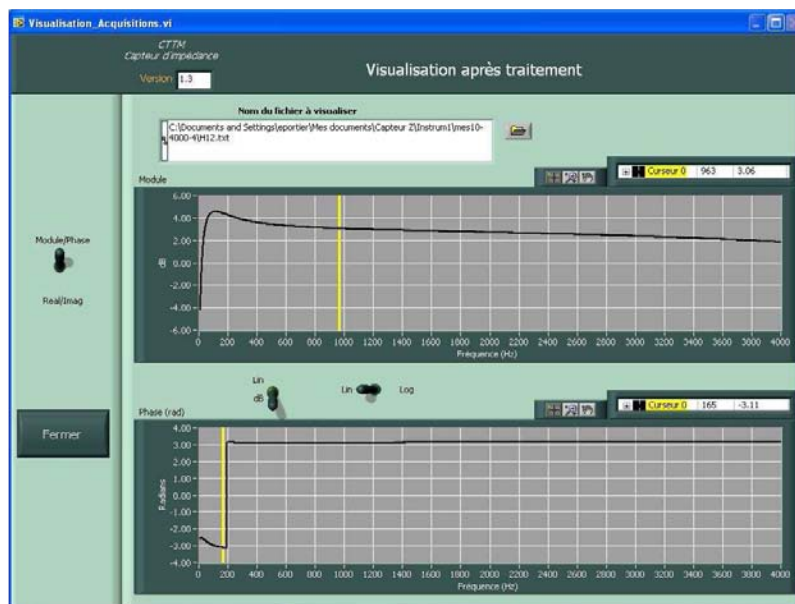 Visualisation_Acquisitions.vi
CTTM
Capteur d'impédance
Version 1.3
Visualisation après traitement
Nom du fichier à visualiser
C:\Documents and Settings\eportier\Mes documents\Capteur Z\Instrum1\mes10-
4000-4\H12.txt
Curseur 0 963 3.06
Module
6.00
4.00
2.00
0.00
-2.00
-4.00
-6.00
dB
0 200 400 600 800 1000 1200 1400 1600 1800 2000 2200 2400 2600 2800 3000 3200 3400 3600 3800 4000
Fréquence (Hz)
Module/Phase
Real/Imag
Lin
dB
Lin Log
Fermer
Curseur 0 165 -3.11
Phase (rad)
4.00
3.00
2.00
1.00
0.00
-1.00
-2.00
-3.00
-4.00
Radians
0 200 400 600 800 1000 1200 1400 1600 1800 2000 2200 2400 2600 2800 3000 3200 3400 3600 3800 4000
Fréquence (Hz)